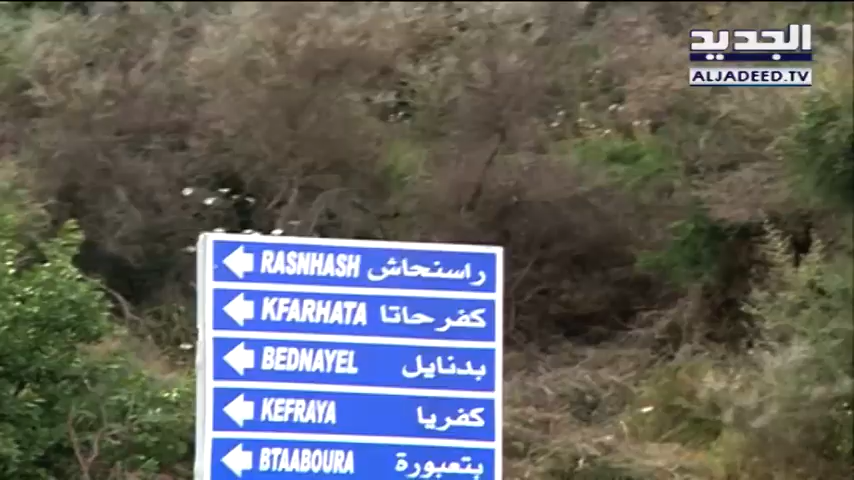 الجديد
ALJADEED.TV
RASNHASH راسنحاش
KFARHATA كفرحاتا
BEDNAYEL بدنايل
KEFRAYA كفريا
BTAABOURA بتعبورة